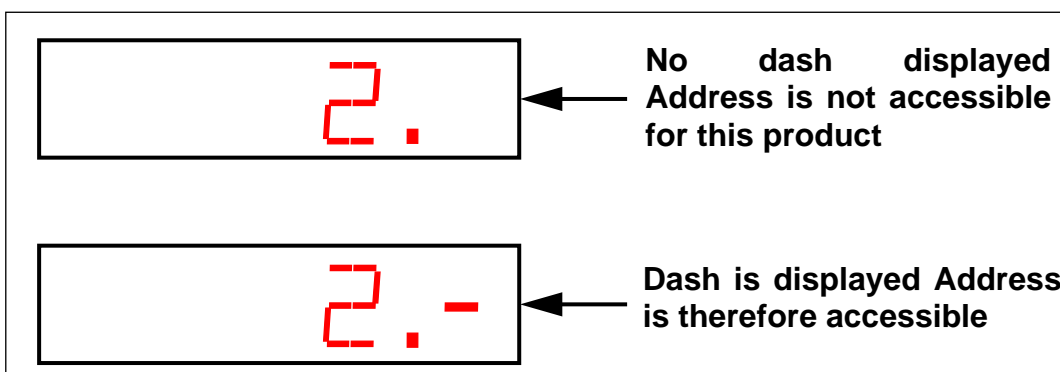 2.
No dash displayed
Address is not accessible
for this product
2.-
Dash is displayed Address
is therefore accessible